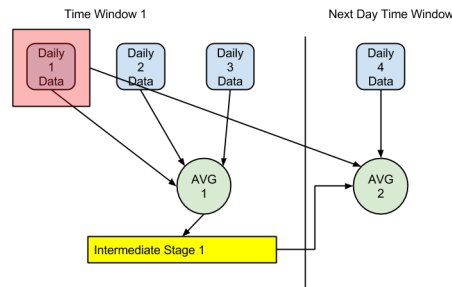 Time Window 1
Next Day Time Window
Daily
1
Data
Daily
2
Data
Daily
3
Data
Daily
4
Data
AVG
1
AVG
2
Intermediate Stage 1